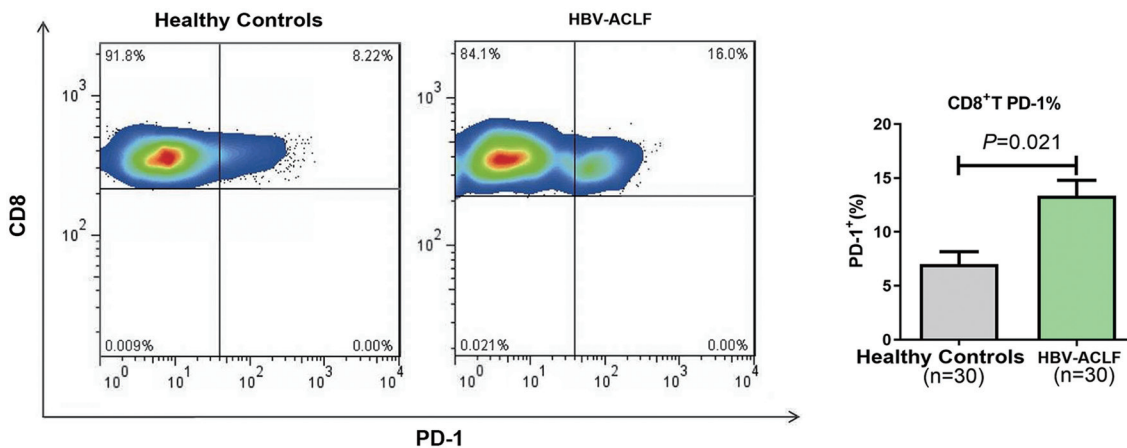 Healthy Controls
HBV-ACLF
91.8%
8.22%
84.1%
16.0%
10³
10²
0.009%
0.00%
10⁰ 10¹ 10² 10³ 10⁴
10³
10²
0.021%
0.00%
10⁰ 10¹ 10² 10³ 10⁴
CD8
PD-1
CD8⁺T PD-1%
P=0.021
20
15
10
5
0
PD-1⁺(%)
Healthy Controls
(n=30)
HBV-ACLF
(n=30)